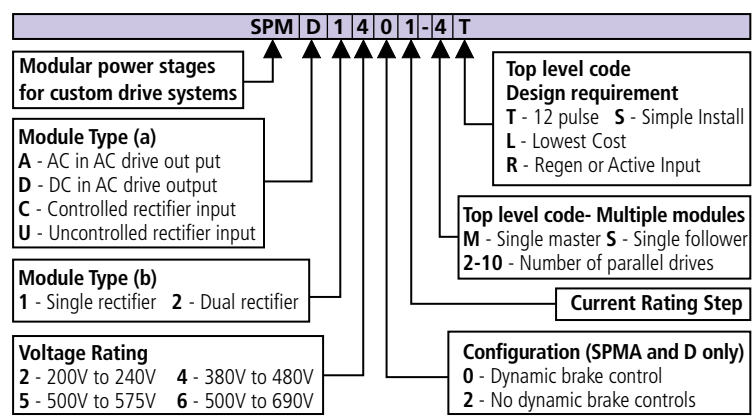 SPM D 1 4 0 1 - 4 T
Modular power stages
for custom drive systems
Module Type (a)
A - AC in AC drive out put
D - DC in AC drive output
C - Controlled rectifier input
U - Uncontrolled rectifier input
Module Type (b)
1 - Single rectifier 2 - Dual rectifier
Voltage Rating
2 - 200V to 240V 4 - 380V to 480V
5 - 500V to 575V 6 - 500V to 690V
Top level code
Design requirement
T - 12 pulse S - Simple Install
L - Lowest Cost
R - Regen or Active Input
Top level code- Multiple modules
M - Single master S - Single follower
2-10 - Number of parallel drives
Current Rating Step
Configuration (SPMA and D only)
0 - Dynamic brake control
2 - No dynamic brake controls